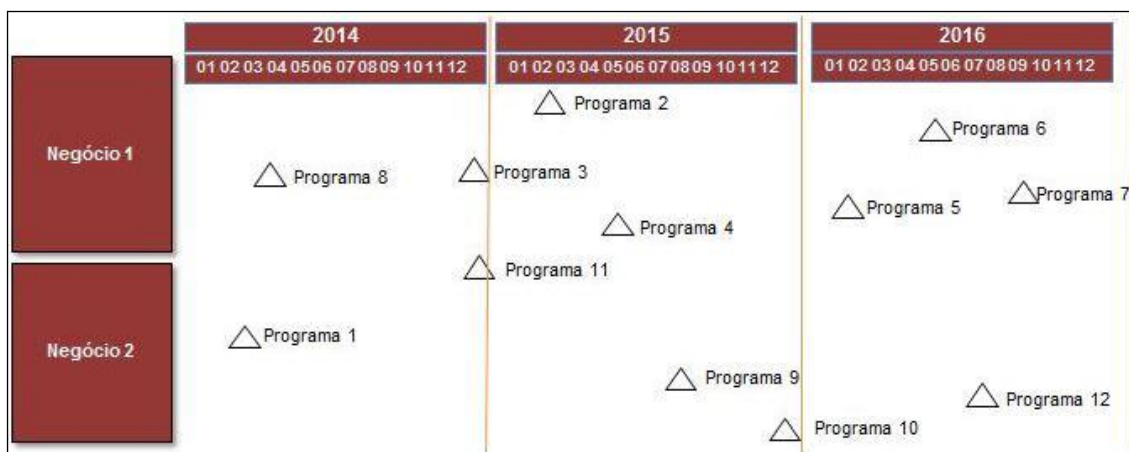 2014
2015
2016
01 02 03 04 05 06 07 08 09 10 11 12
01 02 03 04 05 06 07 08 09 10 11 12
01 02 03 04 05 06 07 08 09 10 11 12
Negócio 1
Programa 2
Programa 6
Programa 8
Programa 3
Programa 7
Programa 5
Programa 4
Programa 11
Negócio 2
Programa 1
Programa 9
Programa 12
Programa 10